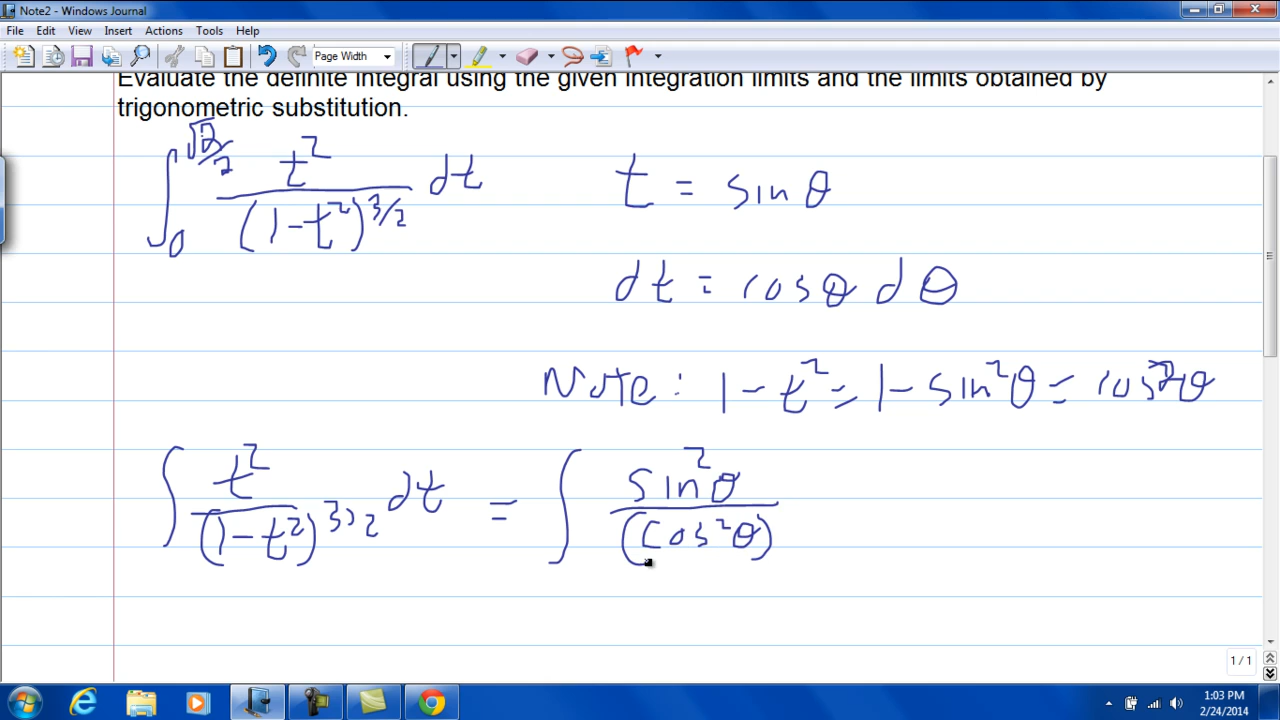 Note2 - Windows Journal
File Edit View Insert Actions Tools Help
Page Width
Evaluate the definite integral using the given integration limits and the limits obtained by
trigonometric substitution.
∫₀^(√2/2) t²/(1-t²)^(3/2) dt t = sin θ
dt = cos θ d θ
Note : 1 - t² = 1 - sin²θ = cos²θ
∫ t²/(1-t²)^(3/2) dt = ∫ sin²θ/(cos²θ)
1 / 1
1:03 PM
2/24/2014